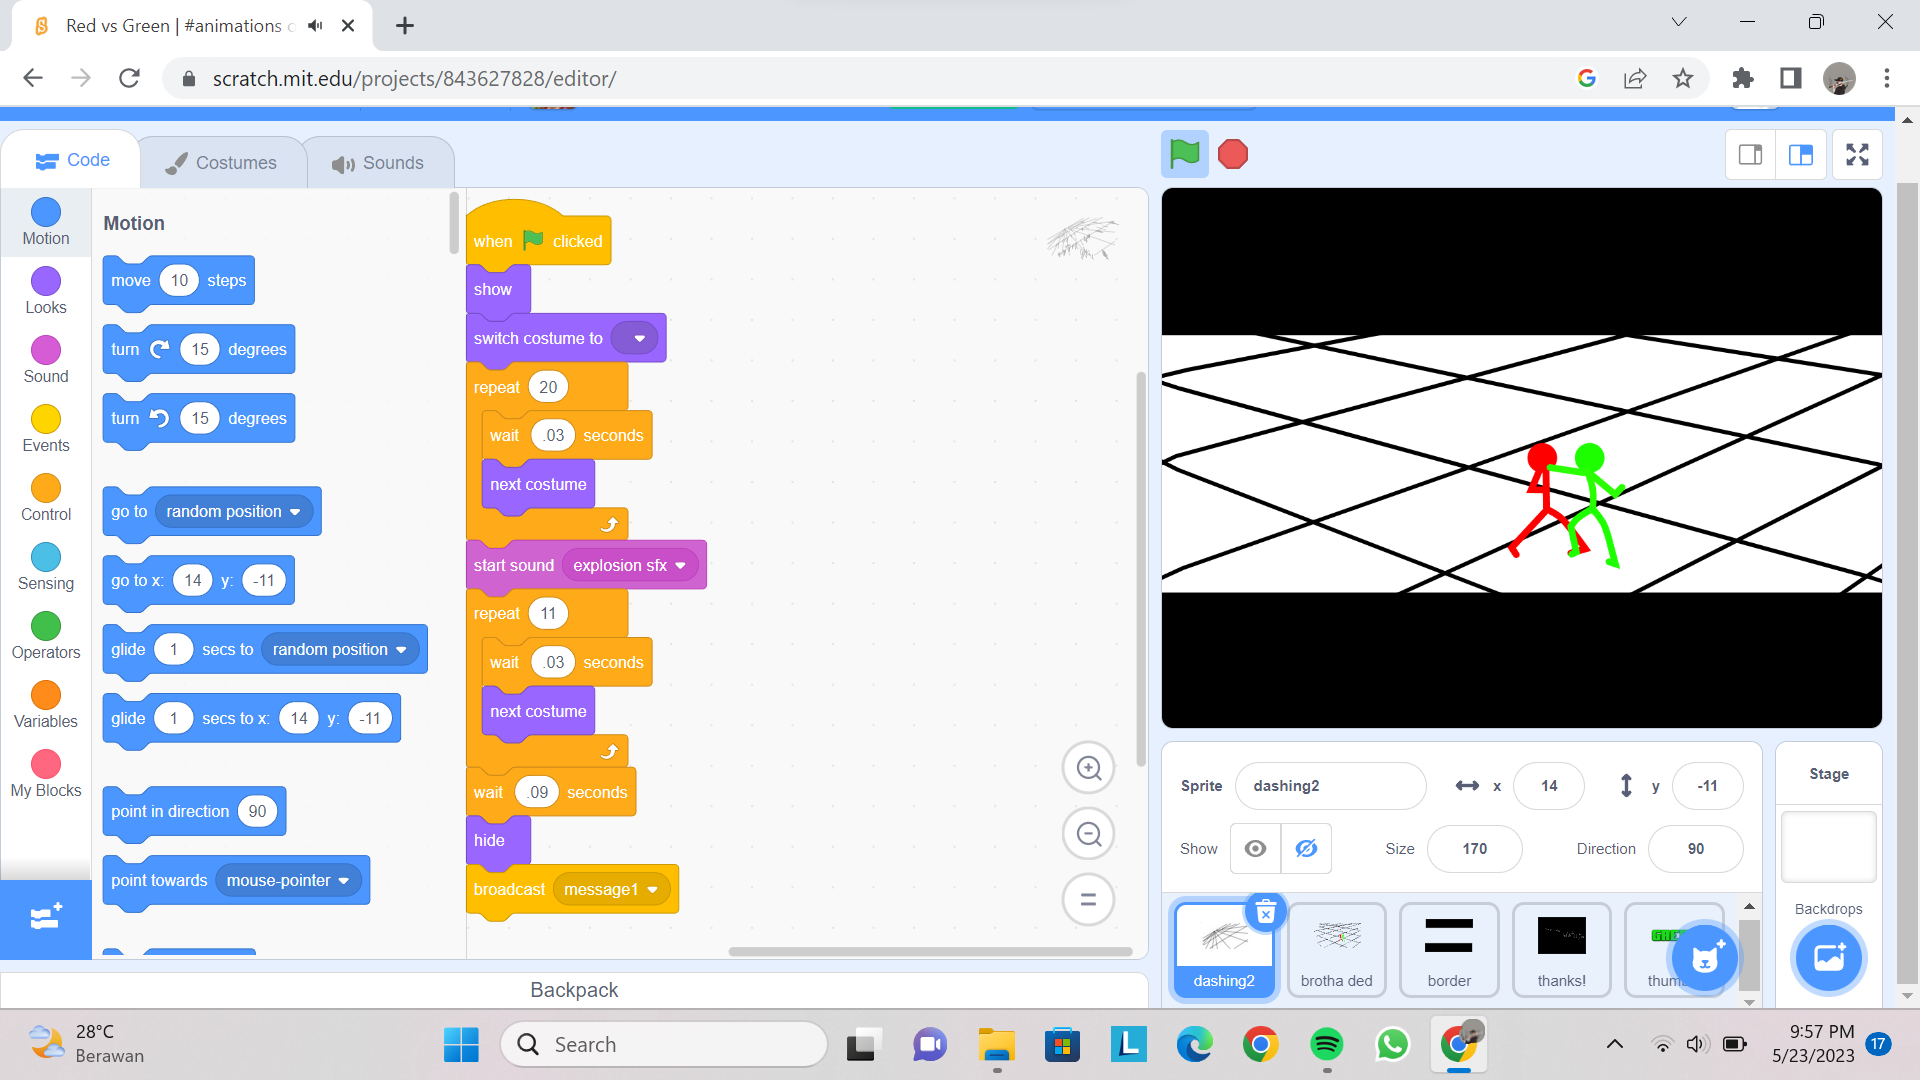 Red vs Green | #animations
scratch.mit.edu/projects/843627828/editor/
Code
Costumes
Sounds
Motion
Looks
Sound
Events
Control
Sensing
Operators
Variables
My Blocks
Motion
move 10 steps
turn 15 degrees
turn 15 degrees
go to random position
go to x: 14 y: -11
glide 1 secs to random position
glide 1 secs to x: 14 y: -11
point in direction 90
point towards mouse-pointer
when clicked
show
switch costume to
repeat 20
wait .03 seconds
next costume
start sound explosion sfx
repeat 11
wait .03 seconds
next costume
wait .09 seconds
hide
broadcast message1
Backpack
Sprite dashing2 x 14 y -11
Show Size 170 Direction 90
dashing2
brotha ded
border
thanks!
Stage
Backdrops
28°C
Berawan
Search
9:57 PM
5/23/2023
17